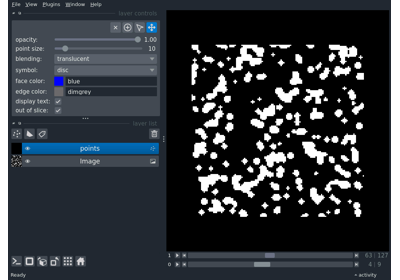 File View Plugins Window Help
layer controls
opacity: 1.00
point size: 10
blending: translucent
symbol: disc
face color: blue
edge color: dimgrey
display text:
out of slice:
layer list
points
Image
1 63 127
0 4 9
Ready activity